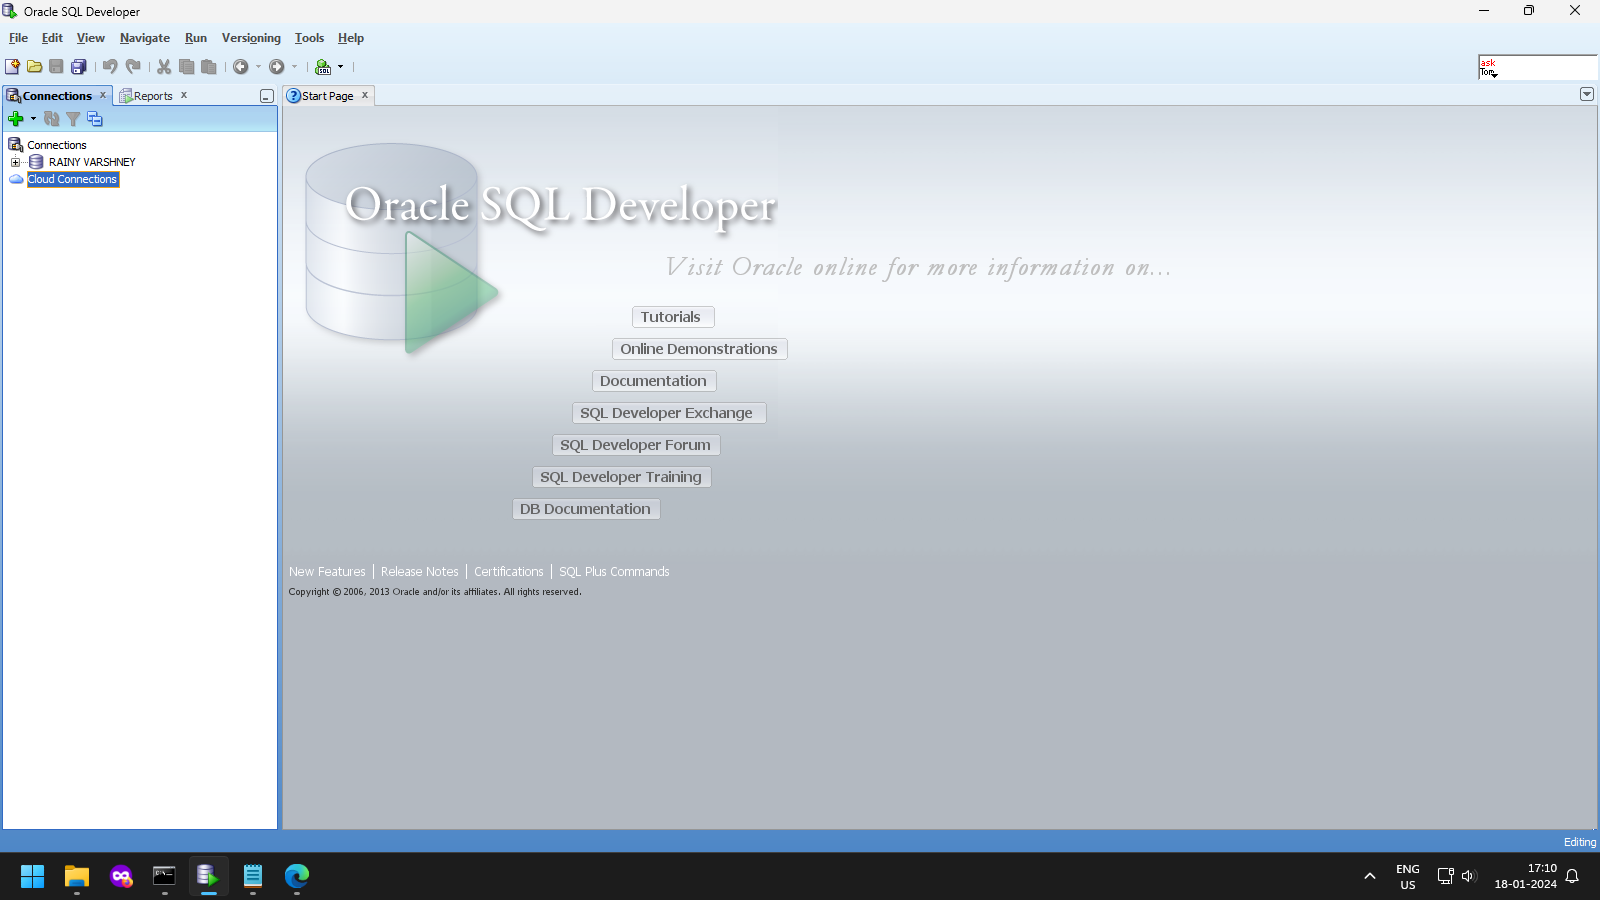 Oracle SQL Developer
File Edit View Navigate Run Versioning Tools Help
SQL
ask
Tom
Connections Reports
Start Page
Connections
RAINY VARSHNEY
Cloud Connections
Oracle SQL Developer
Visit Oracle online for more information on...
Tutorials
Online Demonstrations
Documentation
SQL Developer Exchange
SQL Developer Forum
SQL Developer Training
DB Documentation
New Features | Release Notes | Certifications | SQL Plus Commands
Copyright © 2006, 2013 Oracle and/or its affiliates. All rights reserved.
Editing
ENG
US
17:10
18-01-2024